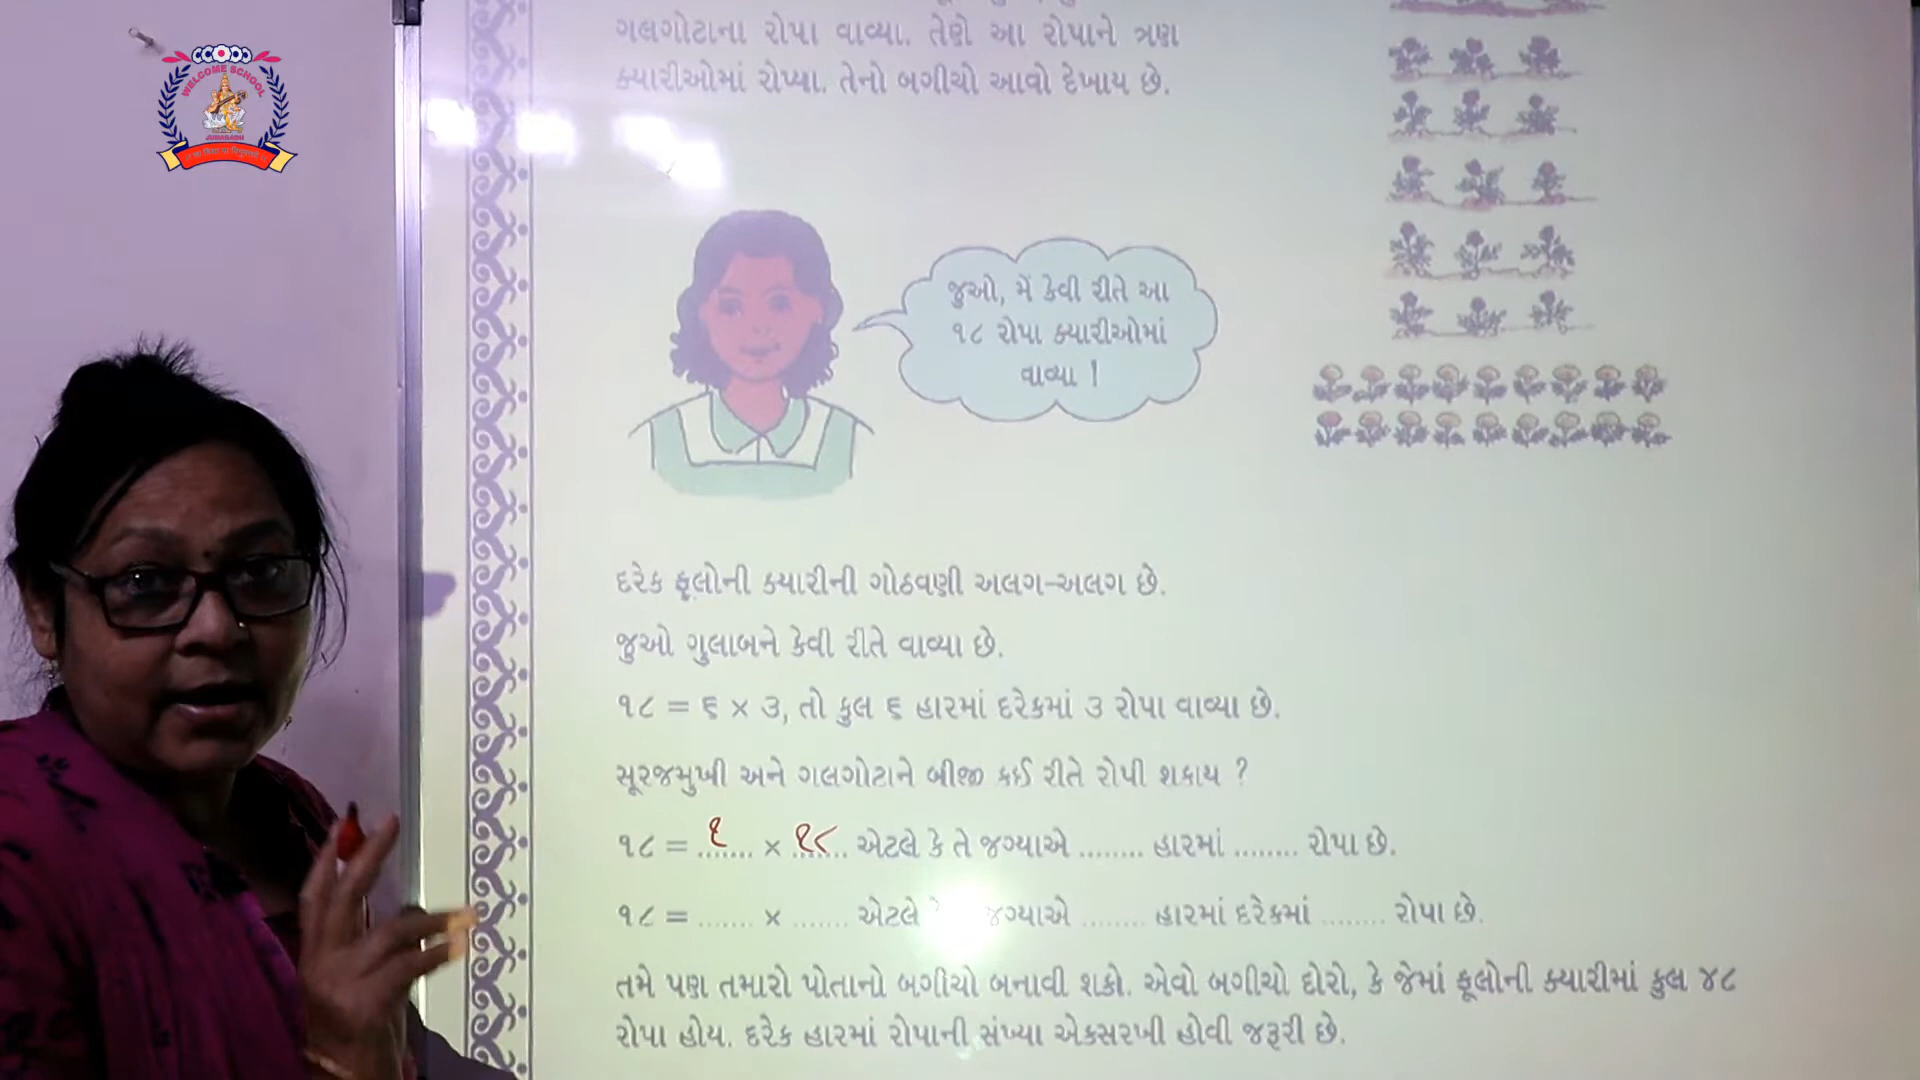 WELCOME SCHOOL
JUNAGADH
ગલગોટાના રોપા વાવ્યા. તેણે આ રોપાને ત્રણ
ક્યારીઓમાં રોપ્યા. તેનો બગીચો આવો દેખાય છે.
જુઓ, મેં કેવી રીતે આ
૧૮ રોપા ક્યારીઓમાં
વાવ્યા !
દરેક ફૂલોની ક્યારીની ગોઠવણી અલગ-અલગ છે.
જુઓ ગુલાબને કેવી રીતે વાવ્યા છે.
૧૮ = ૬ × ૩, તો કુલ ૬ હારમાં દરેકમાં ૩ રોપા વાવ્યા છે.
સૂરજમુખી અને ગલગોટાને બીજી કઈ રીતે રોપી શકાય ?
૧૮ = ..૧.. × ..૧૮.. એટલે કે તે જગ્યાએ ........ હારમાં ........ રોપા છે.
૧૮ = ....... × ....... એટલે જગ્યાએ ........ હારમાં દરેકમાં ........ રોપા છે.
તમે પણ તમારો પોતાનો બગીચો બનાવી શકો. એવો બગીચો દોરો, કે જેમાં ફૂલોની ક્યારીમાં કુલ ૪૮
રોપા હોય. દરેક હારમાં રોપાની સંખ્યા એકસરખી હોવી જરૂરી છે.